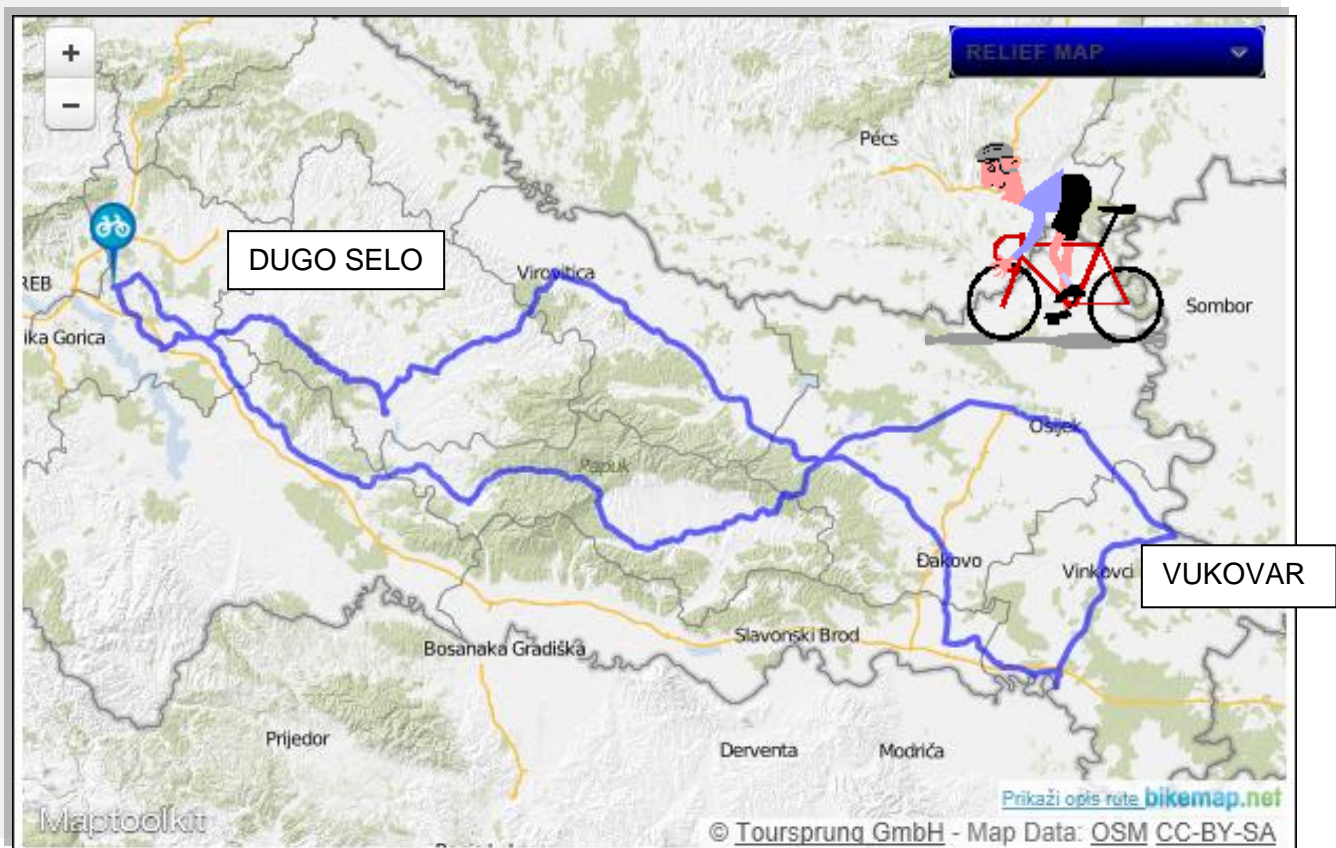 +
RELIEF MAP
−
Pécs
DUGO SELO
Virovitica
REB
Sombor
ika Gorica
Osijek
Papuk
Đakovo
Vinkovci
VUKOVAR
Slavonski Brod
Bosanaka Gradiška
Prijedor
Derventa
Modriča
Prikaži opis rute bikemap.net
Maptoolkit
© Toursprung GmbH - Map Data: OSM CC-BY-SA